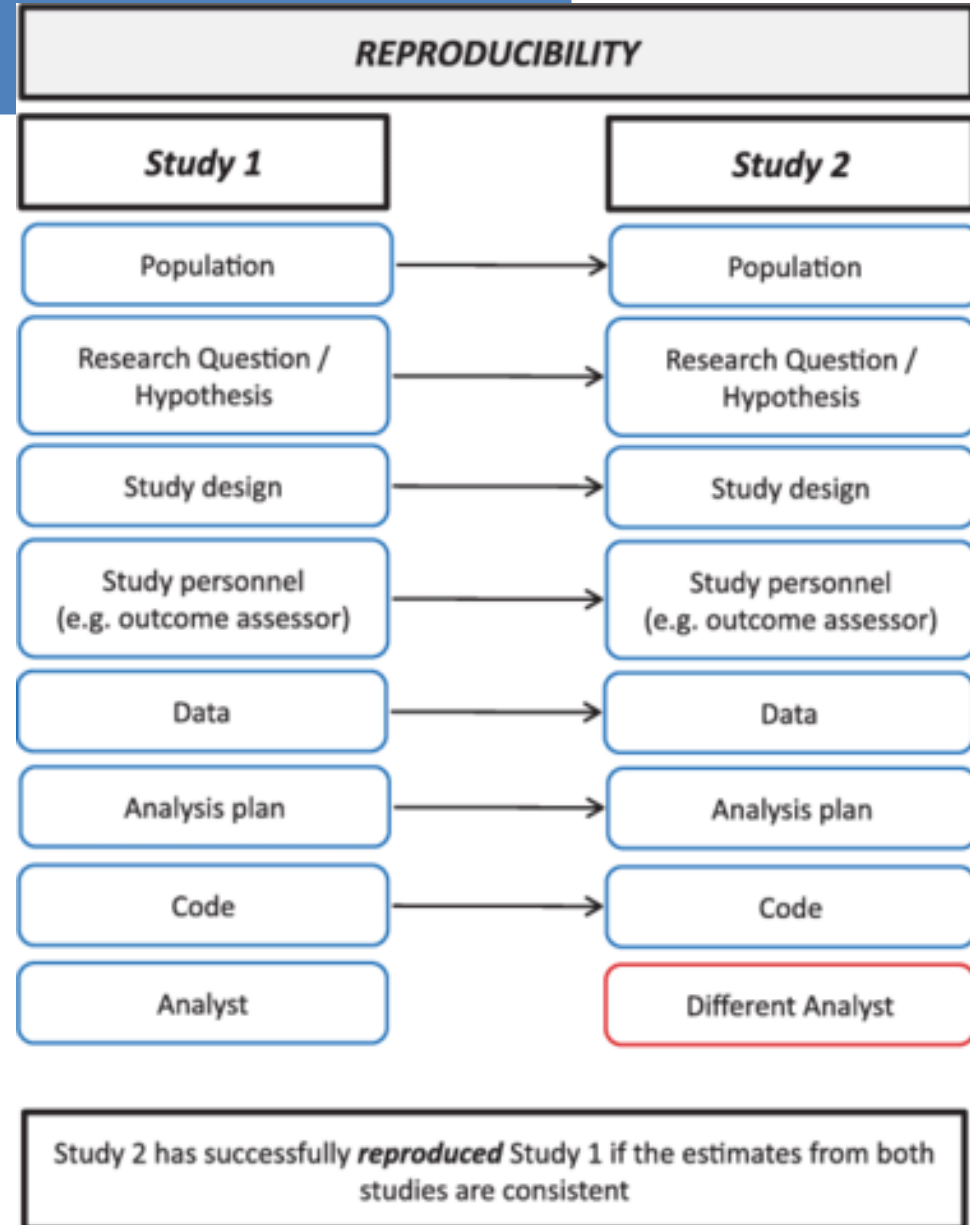 REPRODUCIBILITY
Study 1
Study 2
Population
Population
Research Question /
Hypothesis
Research Question /
Hypothesis
Study design
Study design
Study personnel
(e.g. outcome assessor)
Study personnel
(e.g. outcome assessor)
Data
Data
Analysis plan
Analysis plan
Code
Code
Analyst
Different Analyst
Study 2 has successfully reproduced Study 1 if the estimates from both
studies are consistent